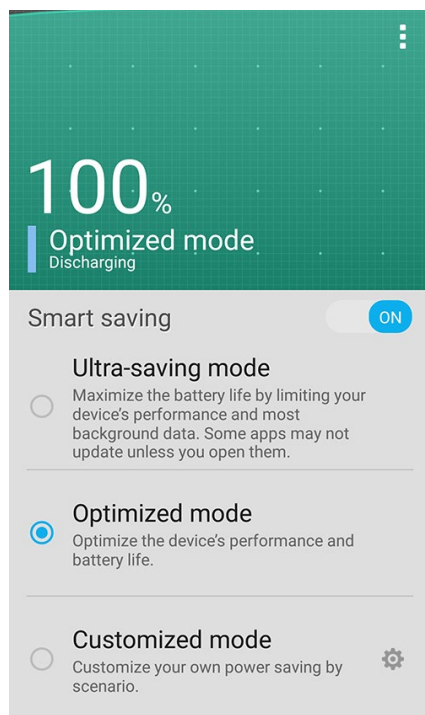 100%
Optimized mode
Discharging
Smart saving
ON
Ultra-saving mode
Maximize the battery life by limiting your
device's performance and most
background data. Some apps may not
update unless you open them.
Optimized mode
Optimize the device's performance and
battery life.
Customized mode
Customize your own power saving by
scenario.